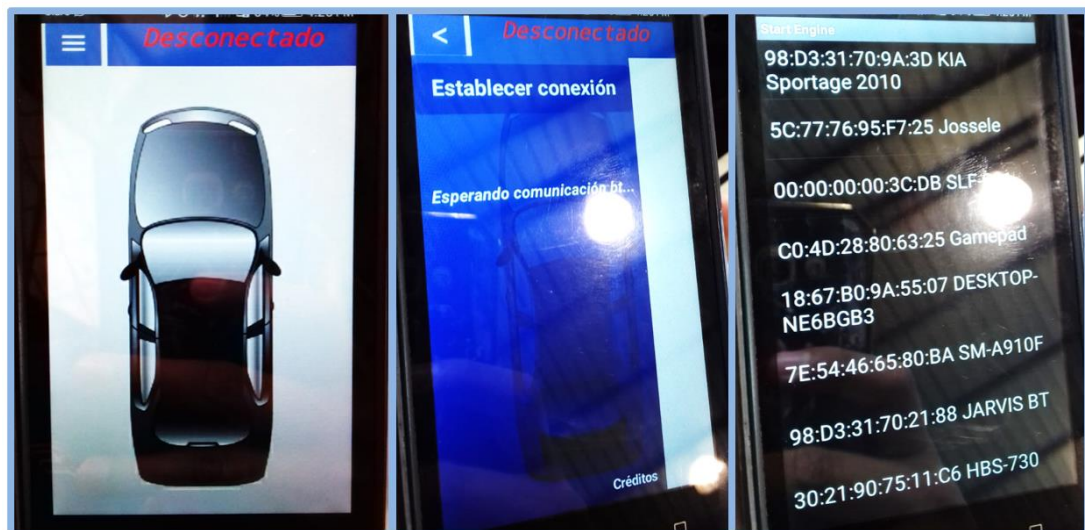 Desconectado
<
Desconectado
Establecer conexión
Esperando comunicación bt...
Créditos
Start Engine
98:D3:31:70:9A:3D KIA
Sportage 2010
5C:77:76:95:F7:25 Jossele
00:00:00:00:3C:DB
C0:4D:28:80:63:25 Gamepad
18:67:B0:9A:55:07 DESKTOP-
NE6BGB3
7E:54:46:65:80:BA SM-A910F
98:D3:31:70:21:88 JARVIS BT
30:21:90:75:11:C6 HBS-730